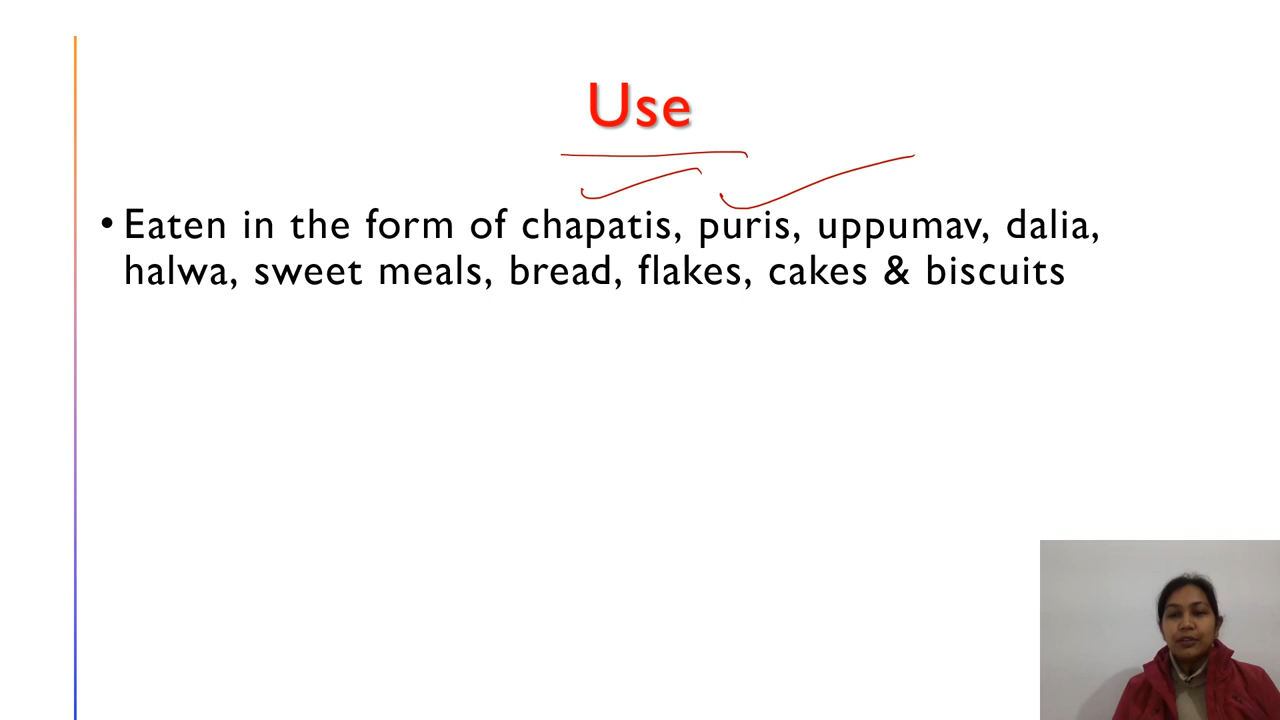 Use
• Eaten in the form of chapatis, puris, uppumav, dalia,
halwa, sweet meals, bread, flakes, cakes & biscuits